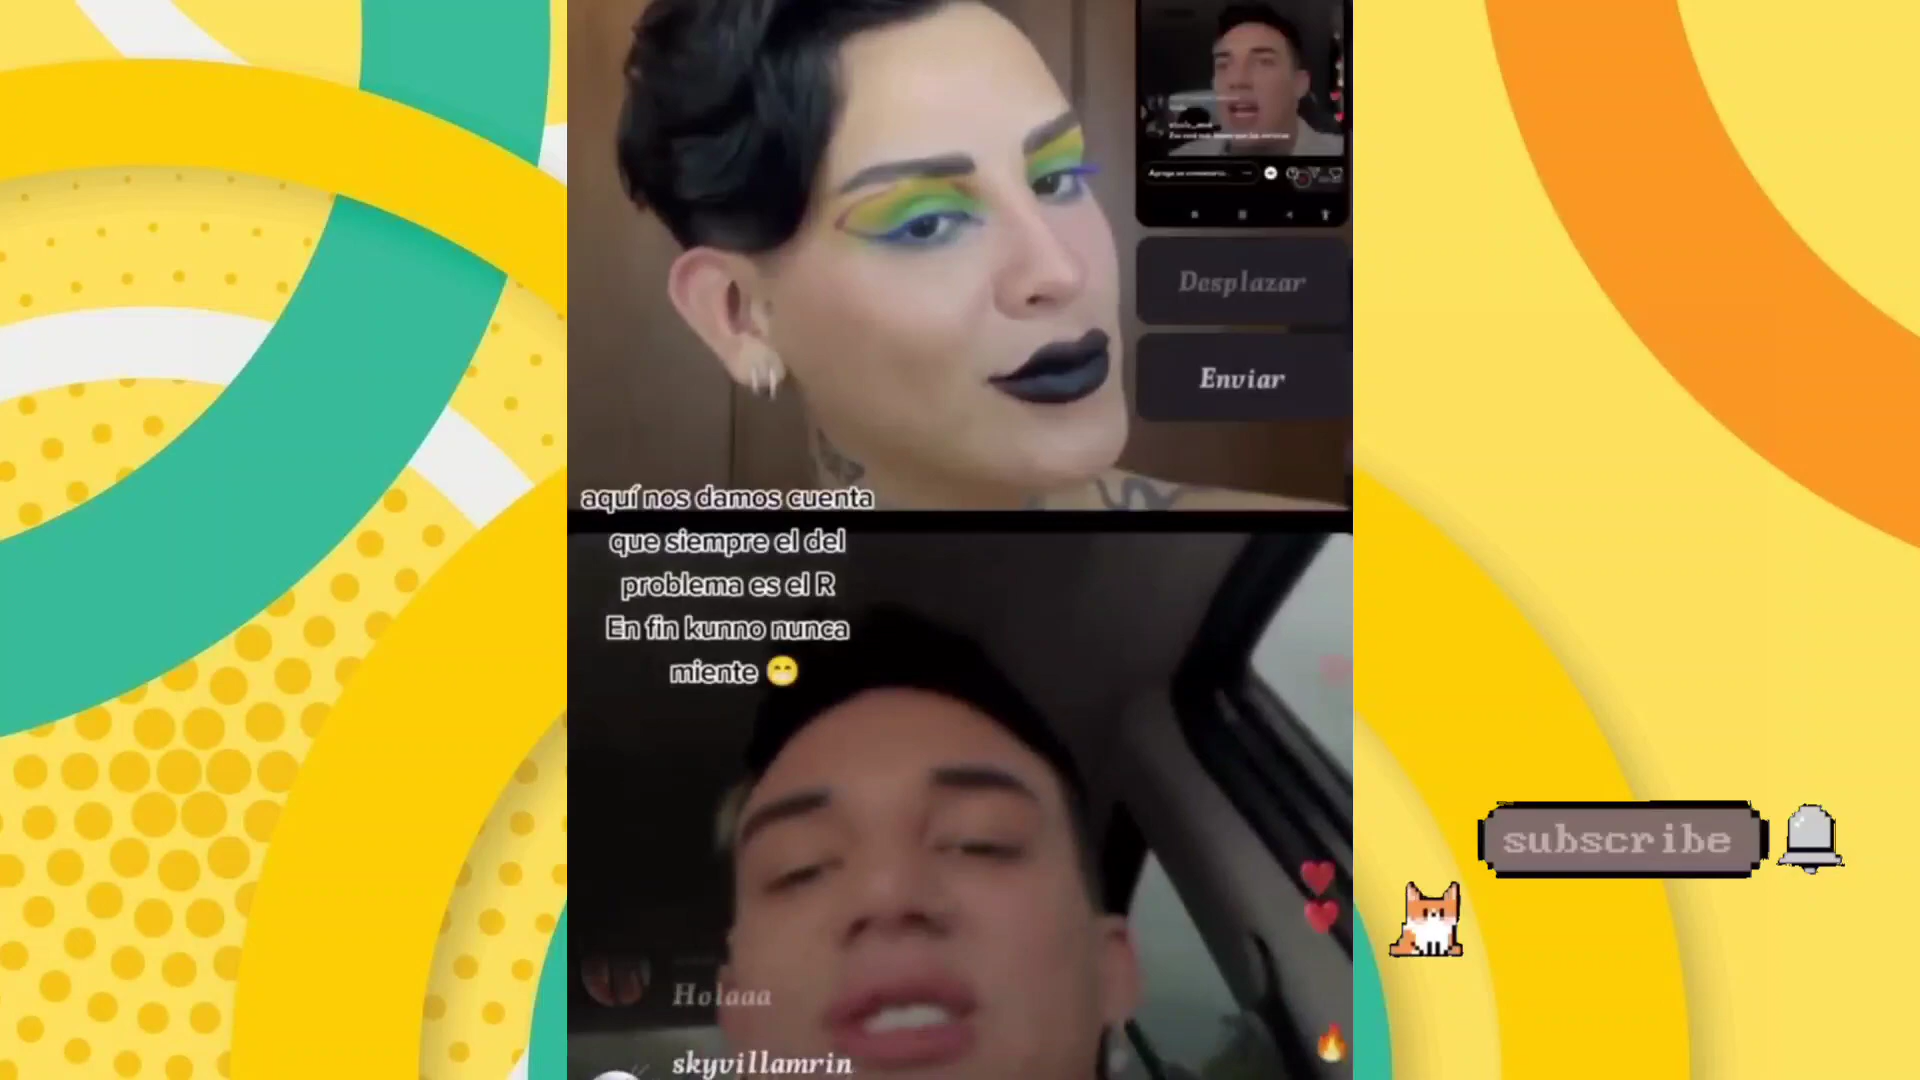 Desplazar
Enviar
aquí nos damos cuenta
que siempre el del
problema es el R
En fin kunno nunca
miente 😁
subscribe
Holaaa
skyvillamrin